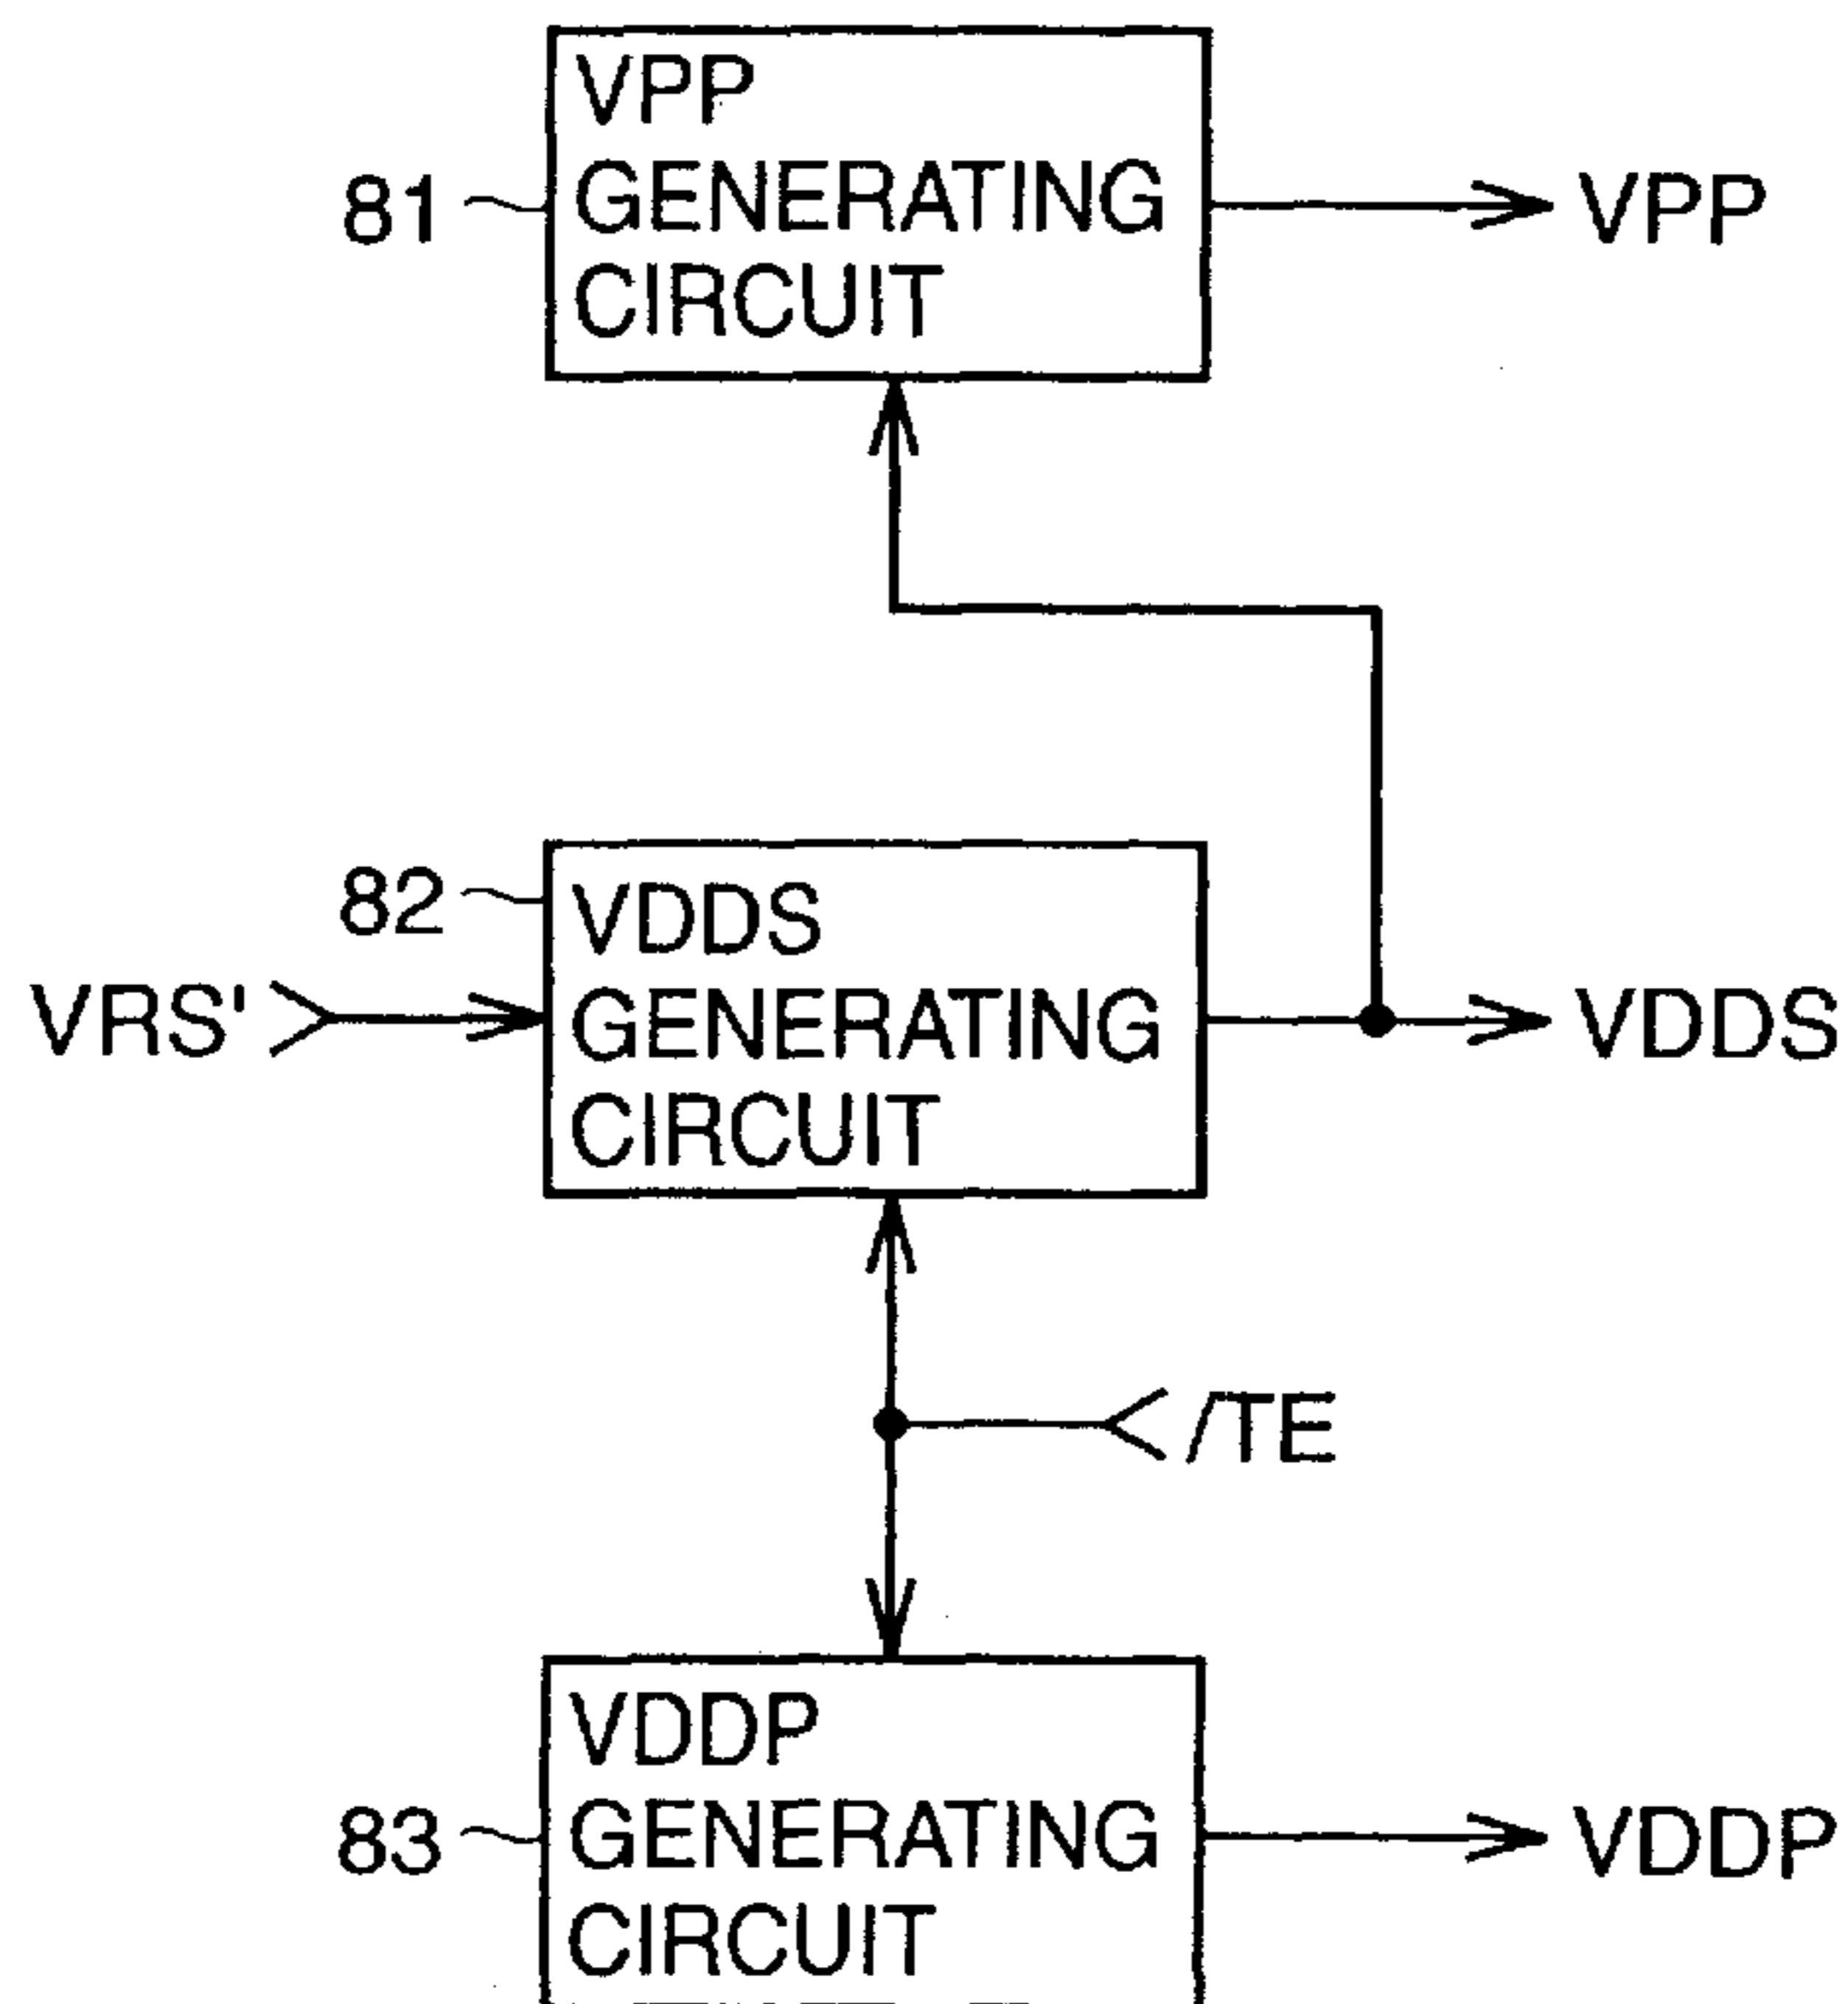 VPP
GENERATING
CIRCUIT
81
VPP
82
VDDS
GENERATING
CIRCUIT
VRS'
VDDS
/TE
VDDP
GENERATING
CIRCUIT
83
VDDP